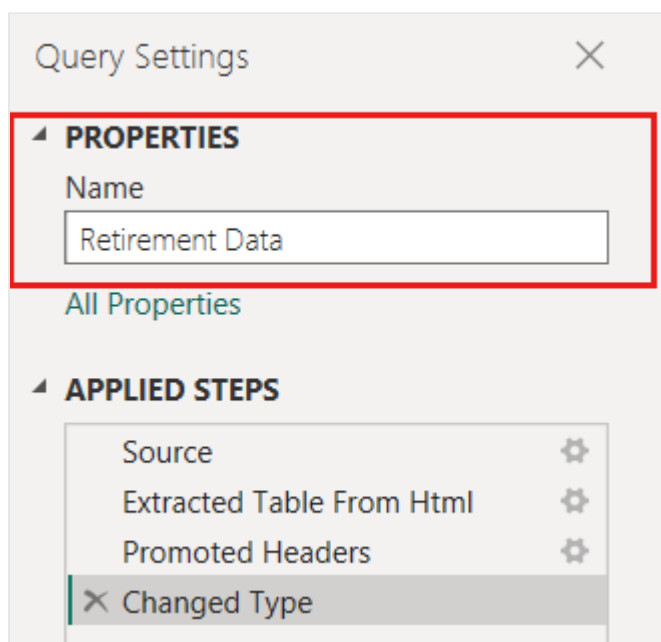 Query Settings
PROPERTIES
Name
Retirement Data
All Properties
APPLIED STEPS
Source
Extracted Table From Html
Promoted Headers
Changed Type